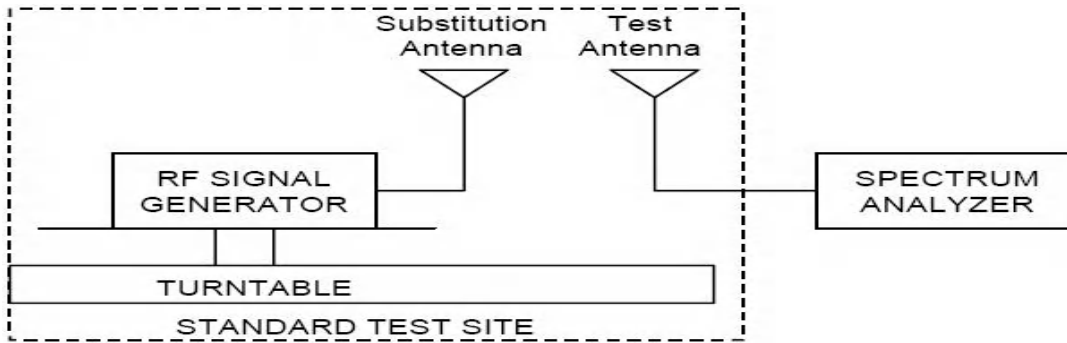 Substitution
Antenna
Test
Antenna
RF SIGNAL
GENERATOR
SPECTRUM
ANALYZER
TURNTABLE
STANDARD TEST SITE